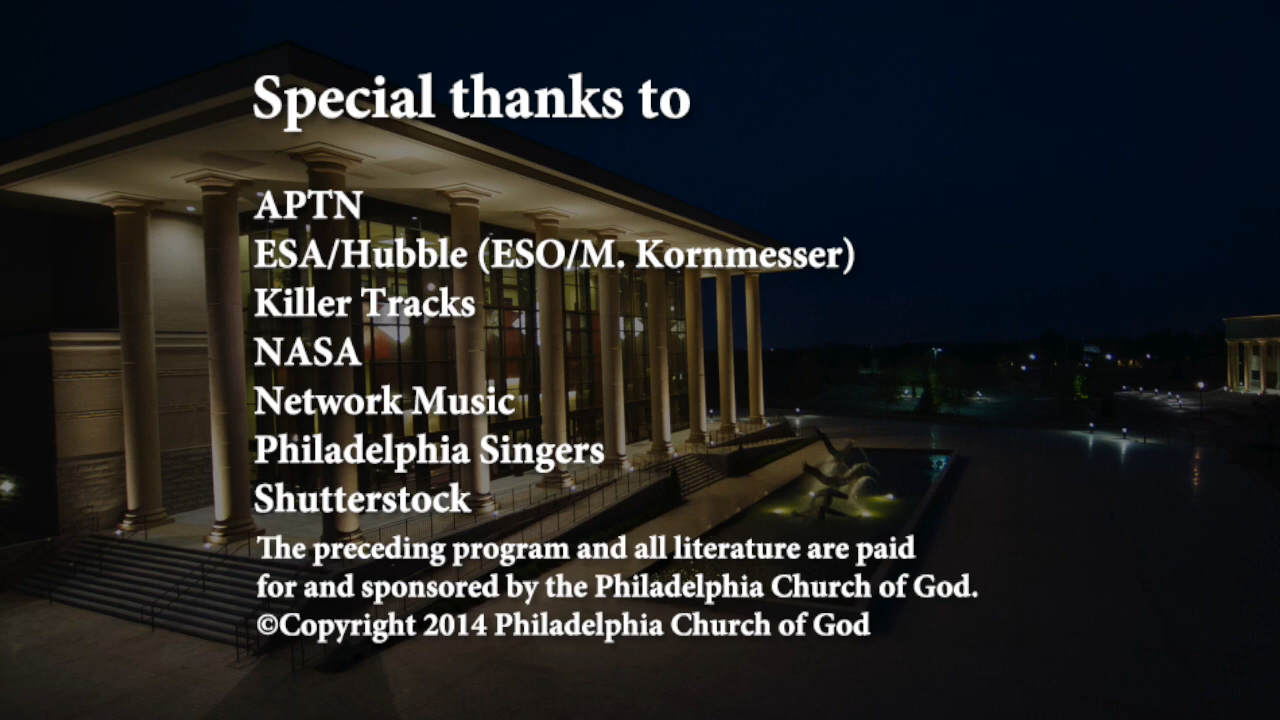 Special thanks to
APTN
ESA/Hubble (ESO/M. Kornmesser)
Killer Tracks
NASA
Network Music
Philadelphia Singers
Shutterstock
The preceding program and all literature are paid
for and sponsored by the Philadelphia Church of God.
©Copyright 2014 Philadelphia Church of God